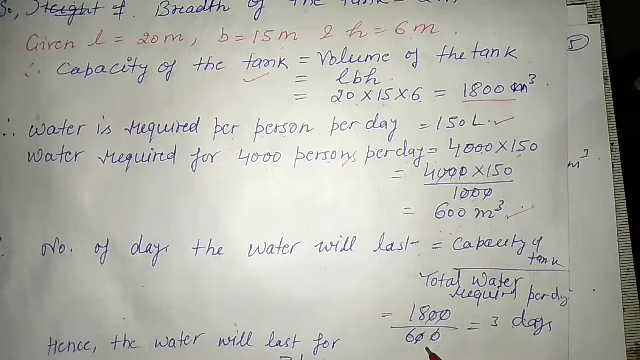 Breadth of the tank
Given l = 20m, b = 15m & h = 6m.
∴ Capacity of the tank = Volume of the tank
= lbh
= 20 × 15 × 6 = 1800 m³
∴ Water is required per person per day = 150 L.
Water required for 4000 persons per day = 4000 × 150
= 4000 × 150
1000
= 600 m³
No. of days the water will last = Capacity of tank
Total water required per day
= 1800
600
= 3 days
Hence, the water will last for
5
m³